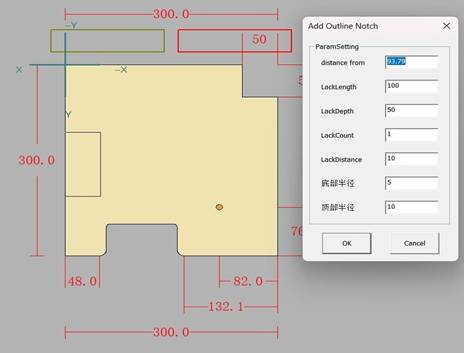 300.0
Add Outline Notch
-Y
50
ParamSetting
distance from
93.79
X
-X
LackLength
100
5
Y
LackDepth
50
LackCount
1
300.0
LackDistance
10
底部半径
5
顶部半径
10
76
OK
Cancel
48.0
82.0
132.1
300.0